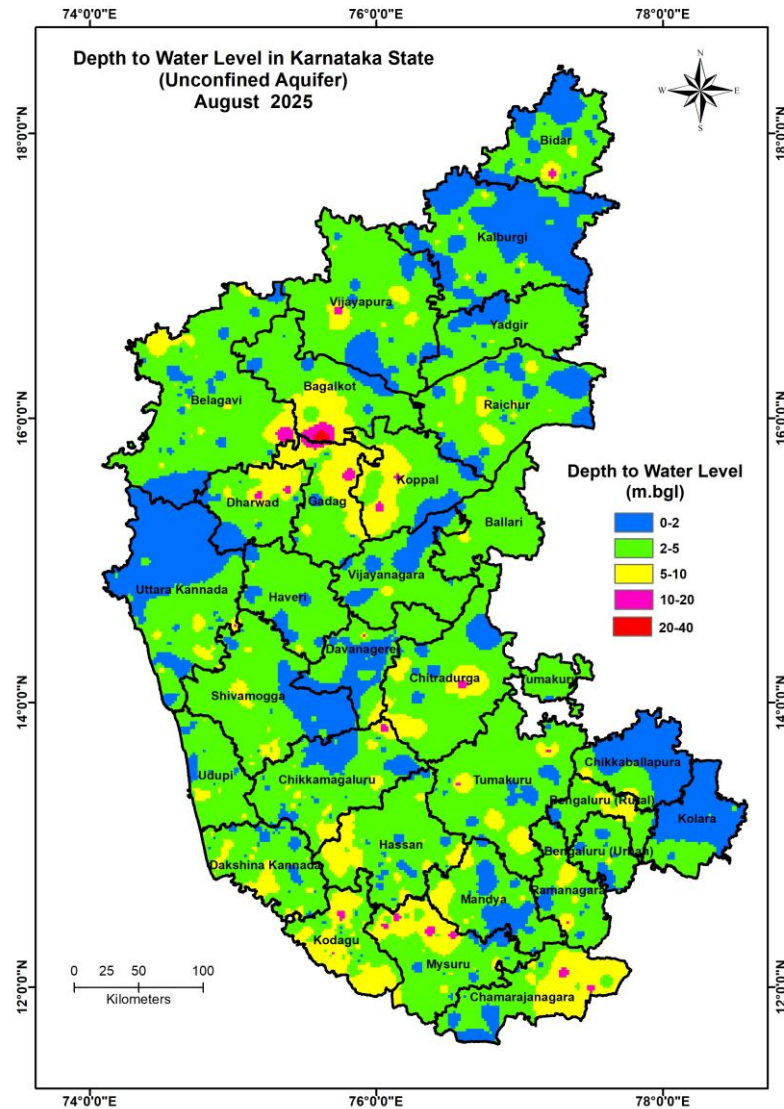 74°0'0"E
76°0'0"E
78°0'0"E
Depth to Water Level in Karnataka State
(Unconfined Aquifer)
August 2025
N
W
E
S
18°0'0"N
18°0'0"N
Bidar
Kalburgi
Vijayapura
Yadgir
Bagalkot
Belagavi
Raichur
16°0'0"N
16°0'0"N
Koppal
Dharwad
Gadag
Ballari
Depth to Water Level
(m.bgl)
0-2
2-5
5-10
10-20
20-40
Vijayanagara
Uttara Kannada
Haveri
Davanagere
Chitradurga
Tumakuru
Shivamogga
14°0'0"N
14°0'0"N
Chikkaballapura
Udupi
Chikkamagaluru
Tumakuru
Bengaluru (Rural)
Kolara
Hassan
Bengaluru (Urban)
Dakshina Kannada
Ramanagara
Mandya
Kodagu
Mysuru
Chamarajanagara
0 25 50 100
Kilometers
12°0'0"N
12°0'0"N
74°0'0"E
76°0'0"E
78°0'0"E